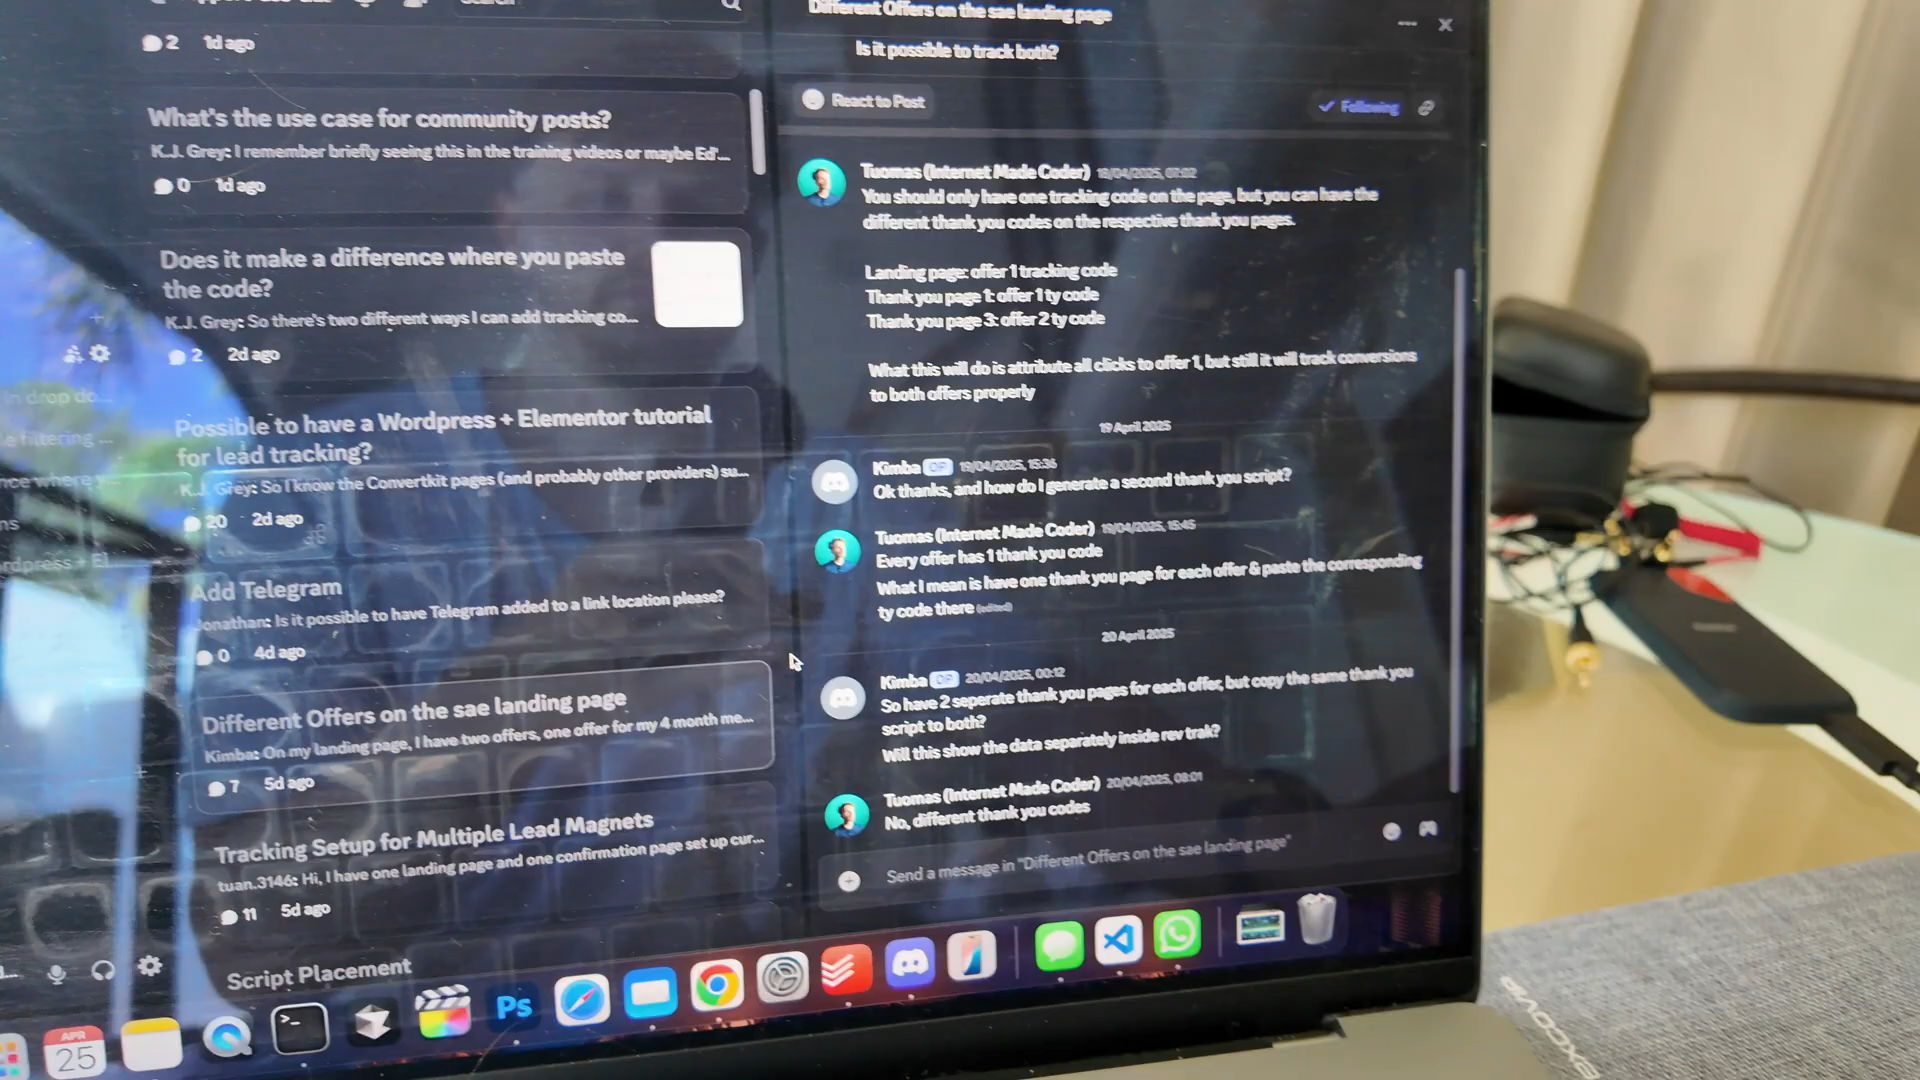 Search
2 1d ago
What's the use case for community posts?
K.J. Grey: I remember briefly seeing this in the training videos or maybe Ed'...
0 1d ago
Does it make a difference where you paste
the code?
K.J. Grey: So there's two different ways I can add tracking co...
2 2d ago
Possible to have a Wordpress + Elementor tutorial
for lead tracking?
K.J. Grey: So I know the Convertkit pages (and probably other providers) su...
20 2d ago
Add Telegram
Jonathan: Is it possible to have Telegram added to a link location please?
0 4d ago
Different Offers on the sae landing page
Kimba: On my landing page, I have two offers, one offer for my 4 month me...
7 5d ago
Tracking Setup for Multiple Lead Magnets
tuan.3146: Hi, I have one landing page and one confirmation page set up cur...
11 5d ago
Script Placement
in drop do...
filtering ...
nce where y...
ns
rdpress + El...
Different Offers on the sae landing page
Is it possible to track both?
React to Post
Following
Tuomas (Internet Made Coder) 18/04/2025, 07:02
You should only have one tracking code on the page, but you can have the
different thank you codes on the respective thank you pages.
Landing page: offer 1 tracking code
Thank you page 1: offer 1 ty code
Thank you page 3: offer 2 ty code
What this will do is attribute all clicks to offer 1, but still it will track conversions
to both offers properly
19 April 2025
Kimba OP 19/04/2025, 15:36
Ok thanks, and how do I generate a second thank you script?
Tuomas (Internet Made Coder) 19/04/2025, 15:45
Every offer has 1 thank you code
What I mean is have one thank you page for each offer & paste the corresponding
ty code there (edited)
20 April 2025
Kimba OP 20/04/2025, 00:12
So have 2 seperate thank you pages for each offer, but copy the same thank you
script to both?
Will this show the data separately inside rev trak?
Tuomas (Internet Made Coder) 20/04/2025, 08:01
No, different thank you codes
Send a message in "Different Offers on the sae landing page"
APR
25
Ps